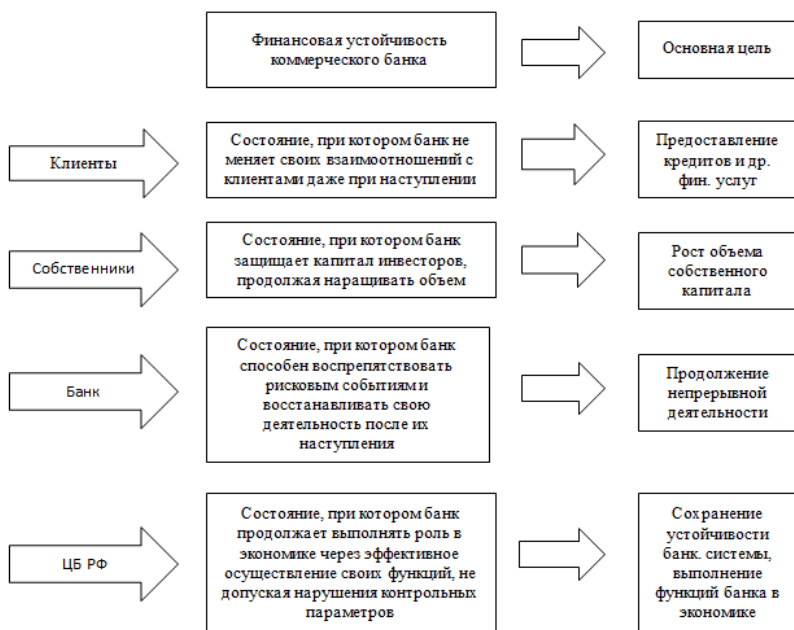 Финансовая устойчивость
коммерческого банка
Основная цель
Клиенты
Состояние, при котором банк не
меняет своих взаимоотношений с
клиентами даже при наступлении
Предоставление
кредитов и др.
фин. услуг
Собственники
Состояние, при котором банк
защищает капитал инвесторов,
продолжая наращивать объем
Рост объема
собственного
капитала
Банк
Состояние, при котором банк
способен воспрепятствовать
рисковым событиям и
восстанавливать свою
деятельность после их
наступления
Продолжение
непрерывной
деятельности
ЦБ РФ
Состояние, при котором банк
продолжает выполнять роль в
экономике через эффективное
осуществление своих функций, не
допуская нарушения контрольных
параметров
Сохранение
устойчивости
банк. системы,
выполнение
функций банка в
экономике